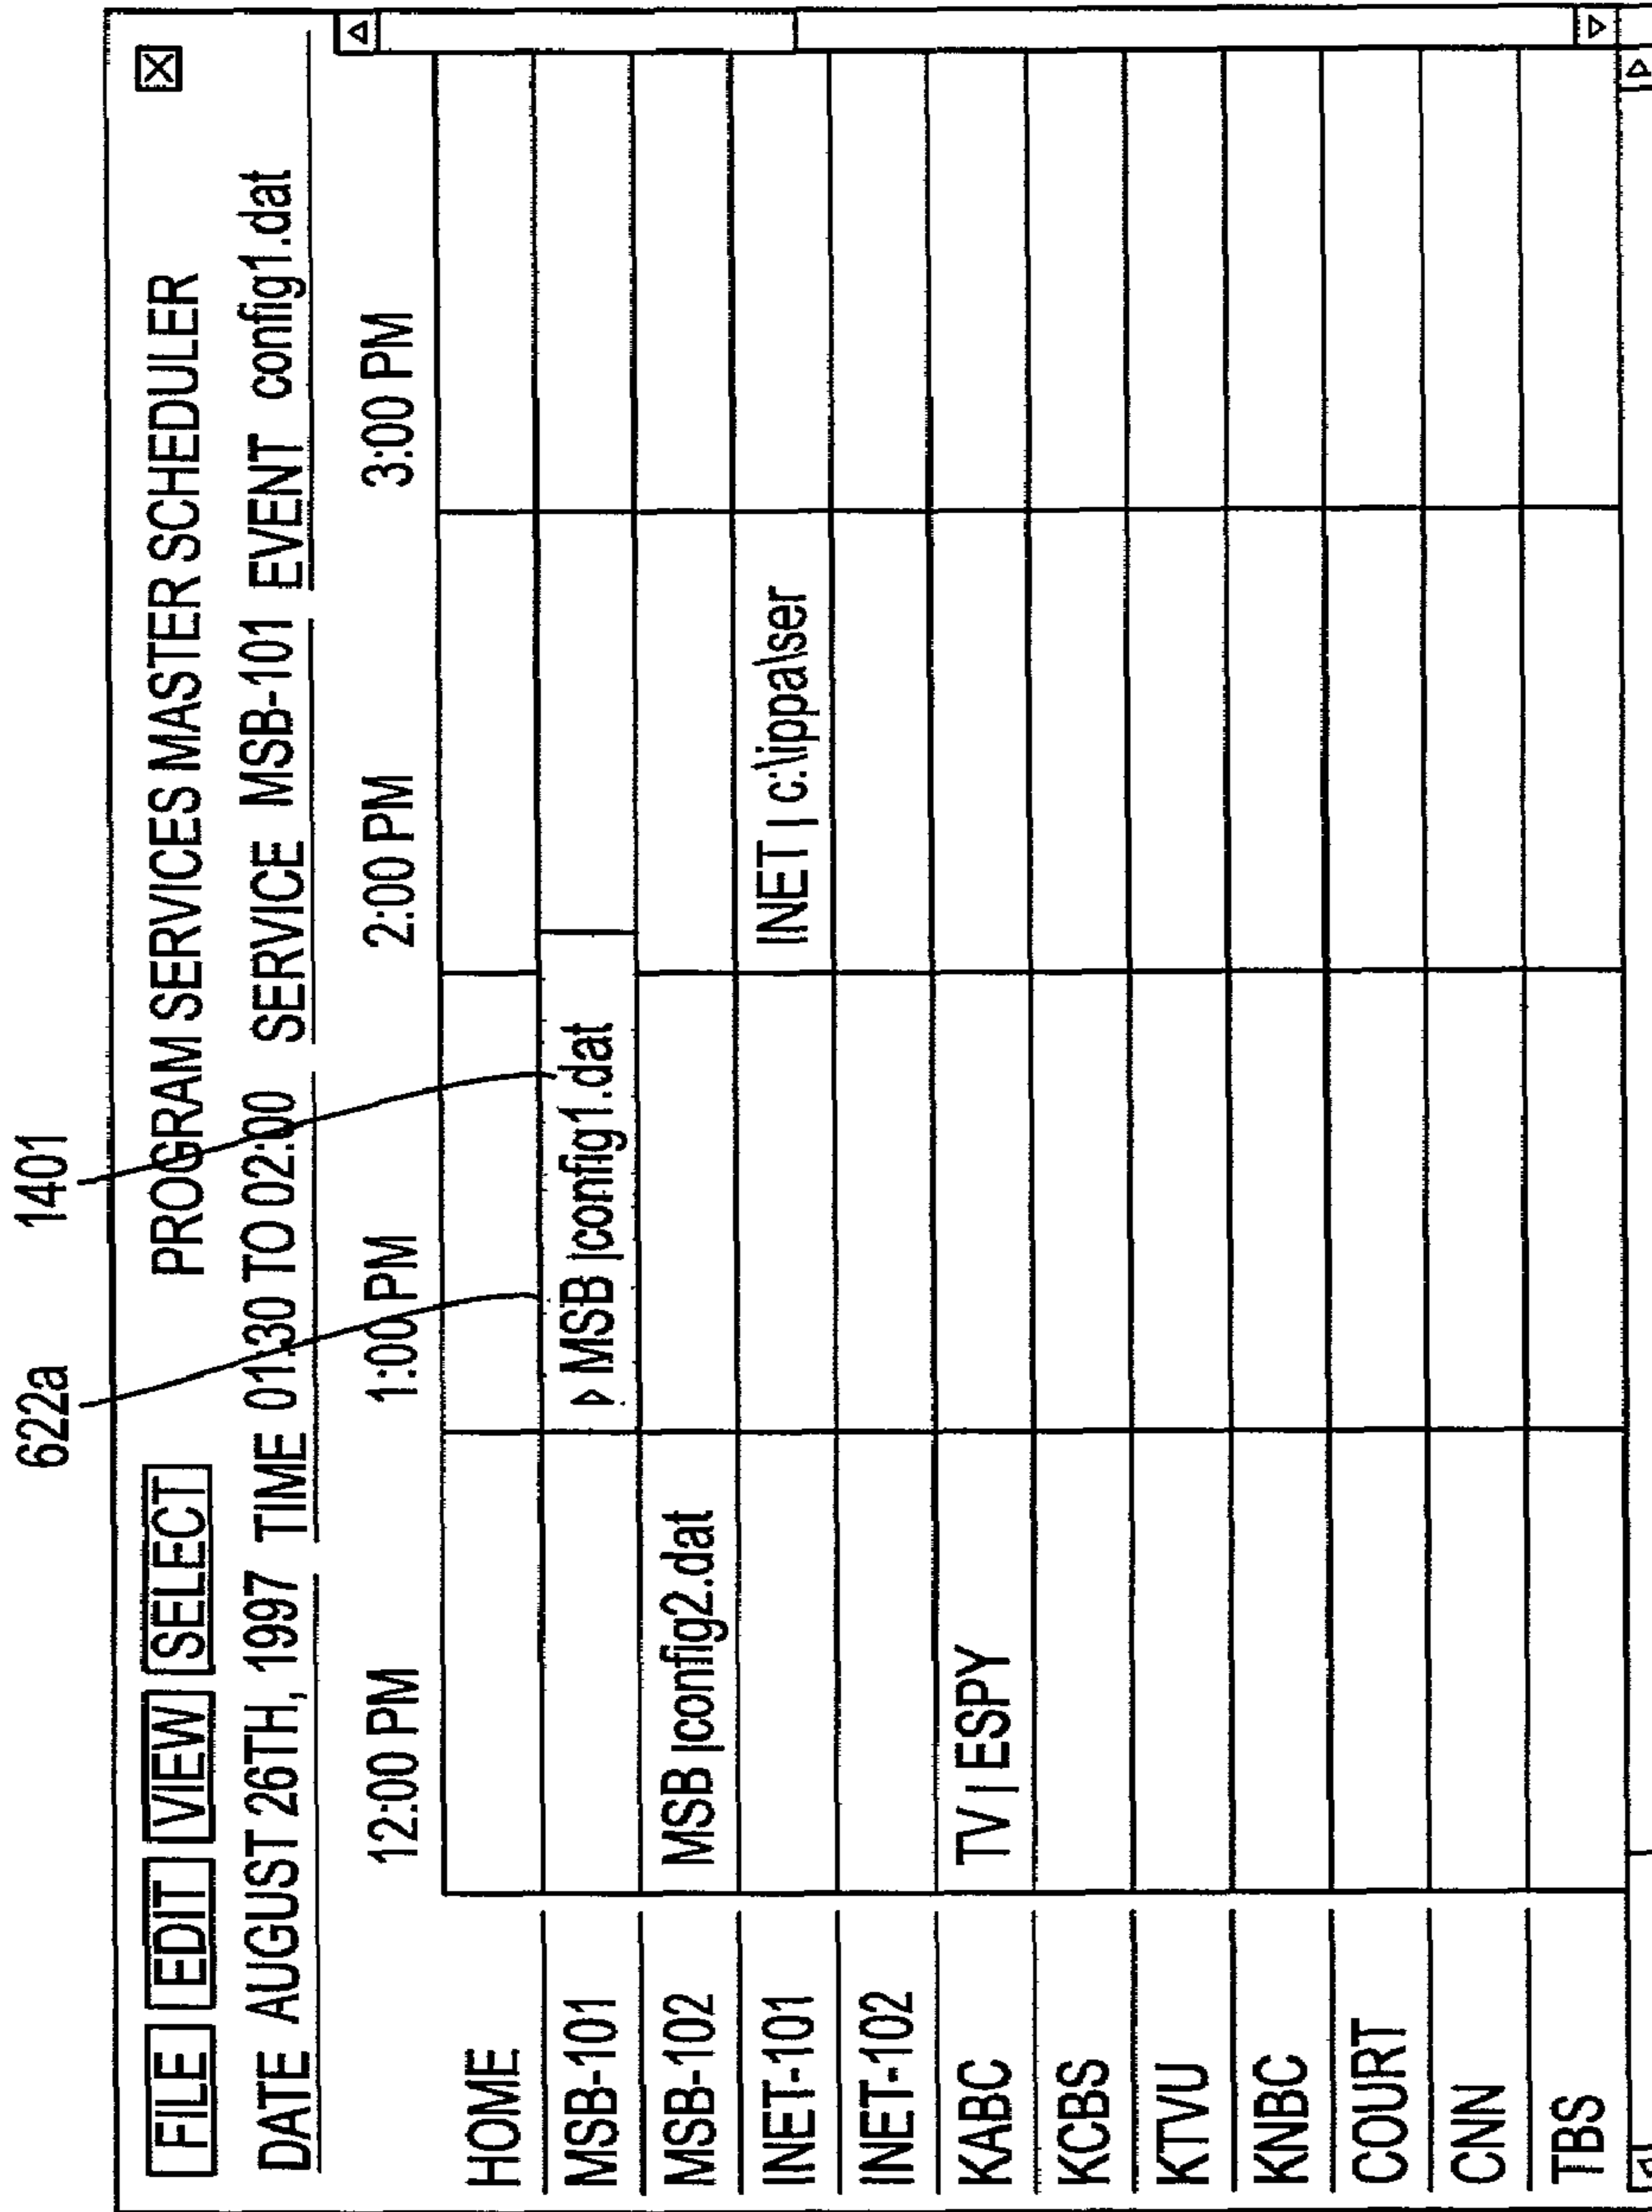 622a 1401
FILE EDIT VIEW SELECT PROGRAM SERVICES MASTER SCHEDULER
DATE AUGUST 26TH, 1997 TIME 01:30 TO 02:00 SERVICE MSB-101 EVENT config1.dat
12:00 PM 1:00 PM 2:00 PM 3:00 PM
HOME
MSB-101 MSB |config1.dat
MSB-102 MSB |config2.dat
INET-101 INET | c:\ippa\ser
INET-102
KABC TV | ESPY
KCBS
KTVU
KNBC
COURT
CNN
TBS